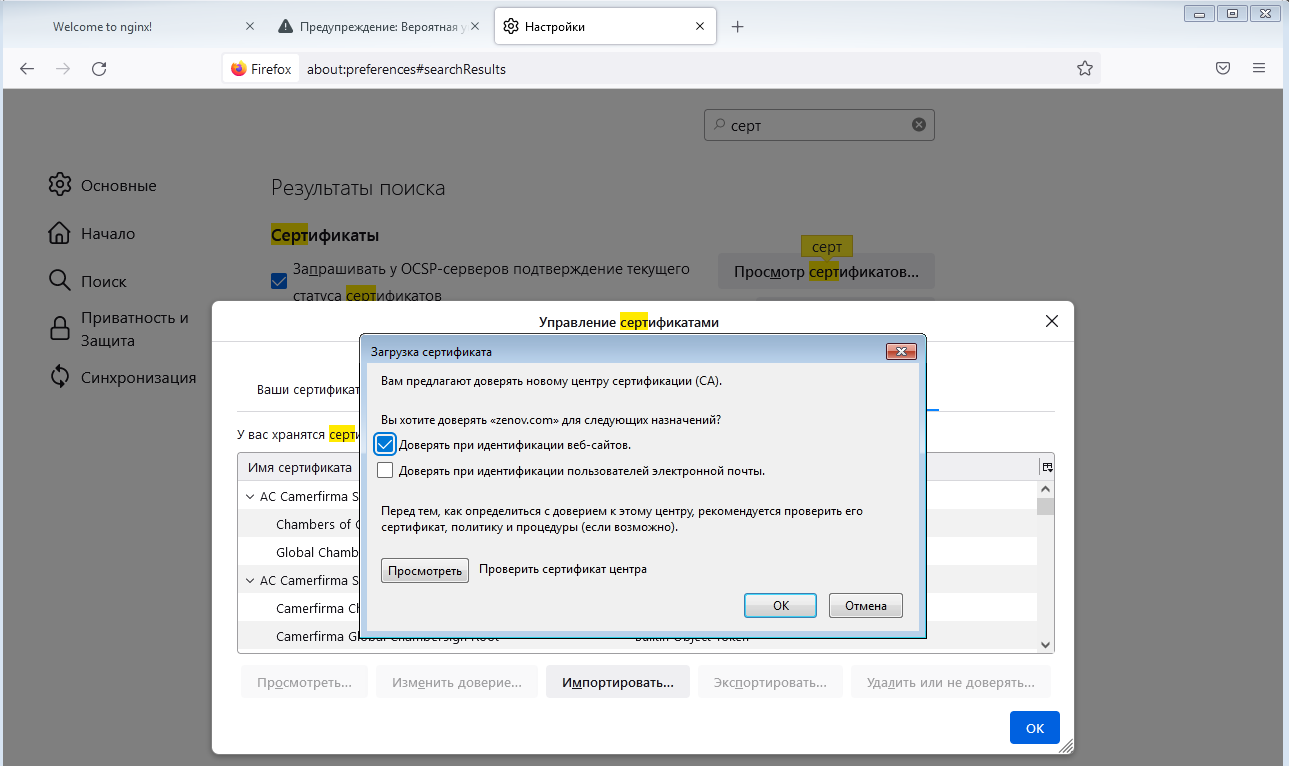 Welcome to nginx!
Предупреждение: Вероятная у
Настройки
Firefox
about:preferences#searchResults
серт
Основные
Начало
Поиск
Приватность и
Защита
Синхронизация
Результаты поиска
Сертификаты
Запрашивать у OCSP-серверов подтверждение текущего
статуса сертификатов
серт
Просмотр сертификатов...
Управление сертификатами
Ваши сертификат
У вас хранятся серти
Имя сертификата
AC Camerfirma S
Chambers of C
Global Chamb
AC Camerfirma S
Camerfirma Ch
Camerfirma Global Chambersign Root
Builtin Object Token
Загрузка сертификата
Вам предлагают доверять новому центру сертификации (CA).
Вы хотите доверять «zenov.com» для следующих назначений?
Доверять при идентификации веб-сайтов.
Доверять при идентификации пользователей электронной почты.
Перед тем, как определиться с доверием к этому центру, рекомендуется проверить его
сертификат, политику и процедуры (если возможно).
Просмотреть
Проверить сертификат центра
OK
Отмена
Просмотреть...
Изменить доверие...
Импортировать...
Экспортировать...
Удалить или не доверять...
OK